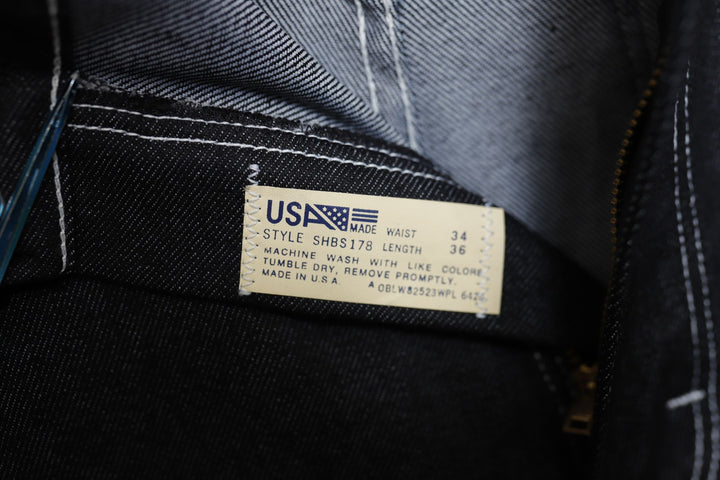 USA MADE WAIST 34
STYLE SHBS178 LENGTH 36
MACHINE WASH WITH LIKE COLORS
TUMBLE DRY, REMOVE PROMPTLY.
MADE IN U.S.A. A 0BLW82523WPL